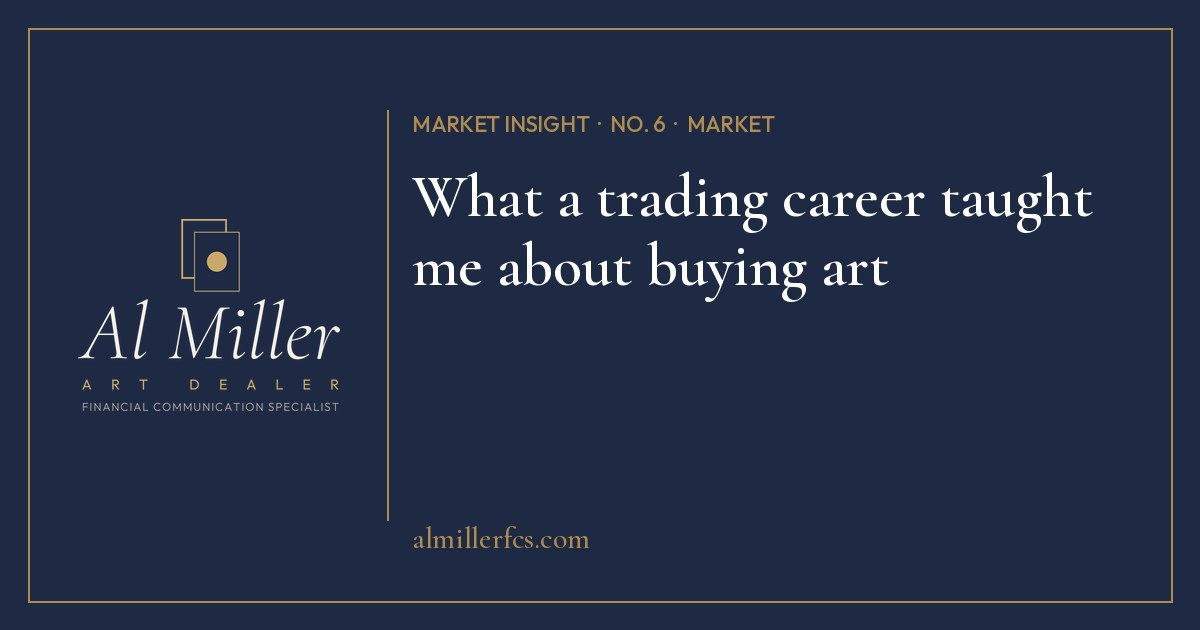 Al Miller
ART DEALER
FINANCIAL COMMUNICATION SPECIALIST
MARKET INSIGHT · NO. 6 · MARKET
What a trading career taught
me about buying art
almillerfcs.com